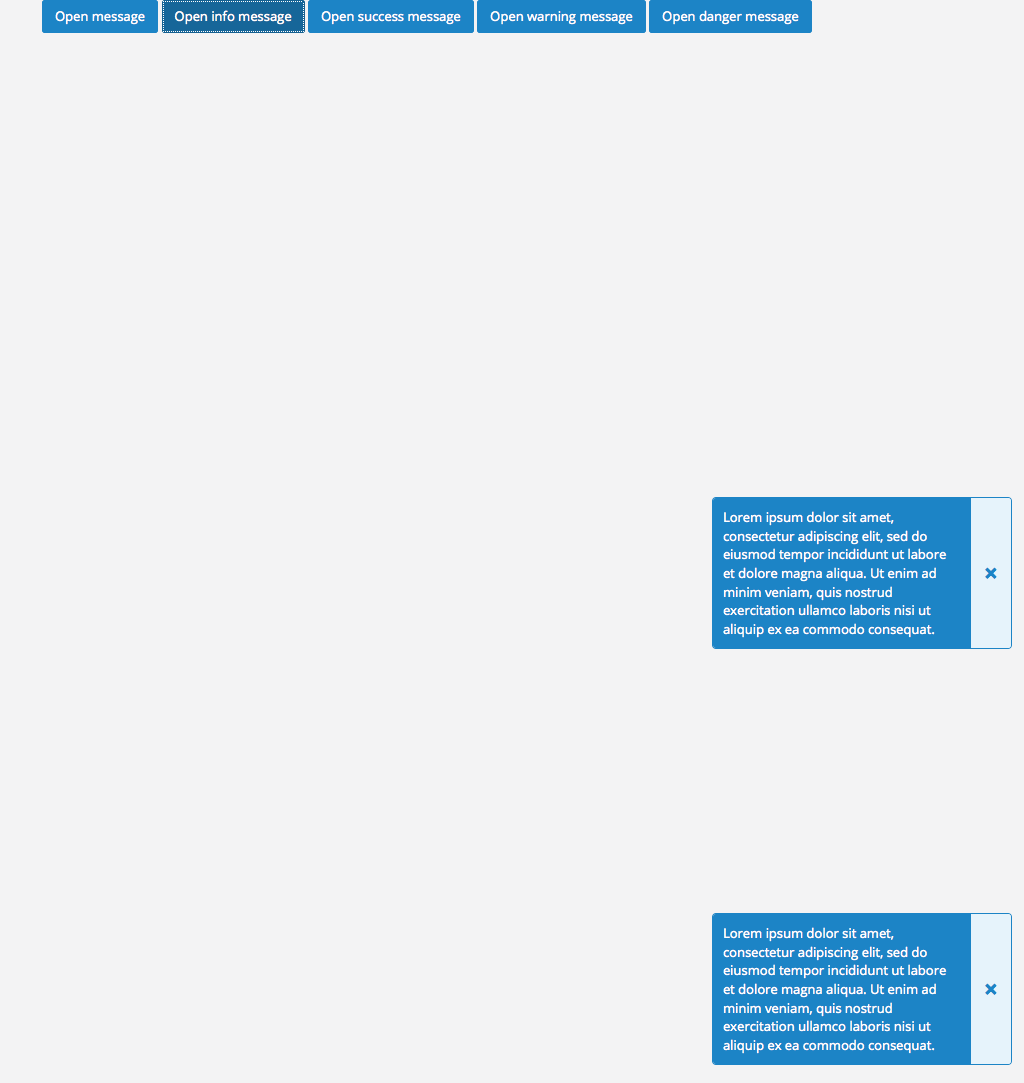 Open message Open info message Open success message Open warning message Open danger message
Lorem ipsum dolor sit amet,
consectetur adipiscing elit, sed do
eiusmod tempor incididunt ut labore
et dolore magna aliqua. Ut enim ad
minim veniam, quis nostrud
exercitation ullamco laboris nisi ut
aliquip ex ea commodo consequat.
Lorem ipsum dolor sit amet,
consectetur adipiscing elit, sed do
eiusmod tempor incididunt ut labore
et dolore magna aliqua. Ut enim ad
minim veniam, quis nostrud
exercitation ullamco laboris nisi ut
aliquip ex ea commodo consequat.